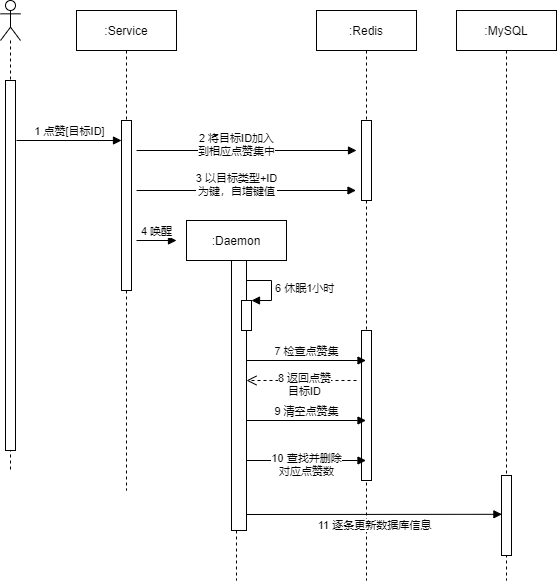 :Service
:Redis
:MySQL
1 点赞[目标ID]
2 将目标ID加入
到相应点赞集中
3 以目标类型+ID
为键，自增键值
4 唤醒
:Daemon
6 休眠1小时
7 检查点赞集
8 返回点赞
目标ID
9 清空点赞集
10 查找并删除
对应点赞数
11 逐条更新数据库信息